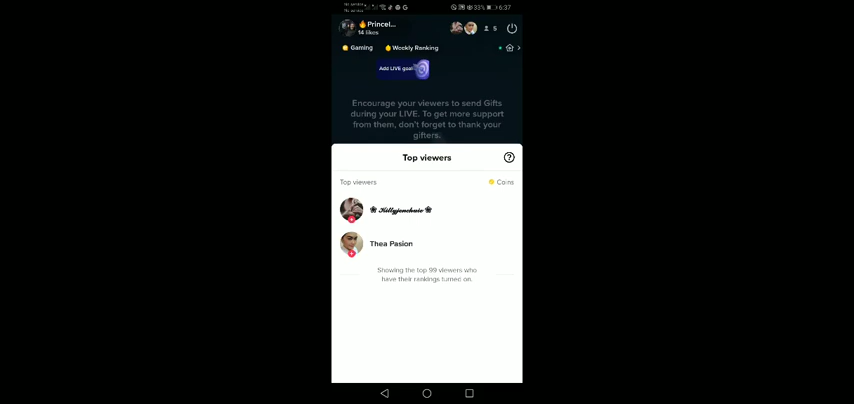 33% 6:37
🔥PrinceI...
14 likes
5
Gaming
Weekly Ranking
Add LIVE goal
Encourage your viewers to send Gifts
during your LIVE. To get more support
from them, don't forget to thank your
gifters.
Top viewers
Top viewers
Coins
❀ 𝓚𝓲𝓵𝓵𝔂𝓳𝓮𝓷𝓬𝓱𝓾𝓲𝓮 ❀
Thea Pasion
Showing the top 99 viewers who
have their rankings turned on.